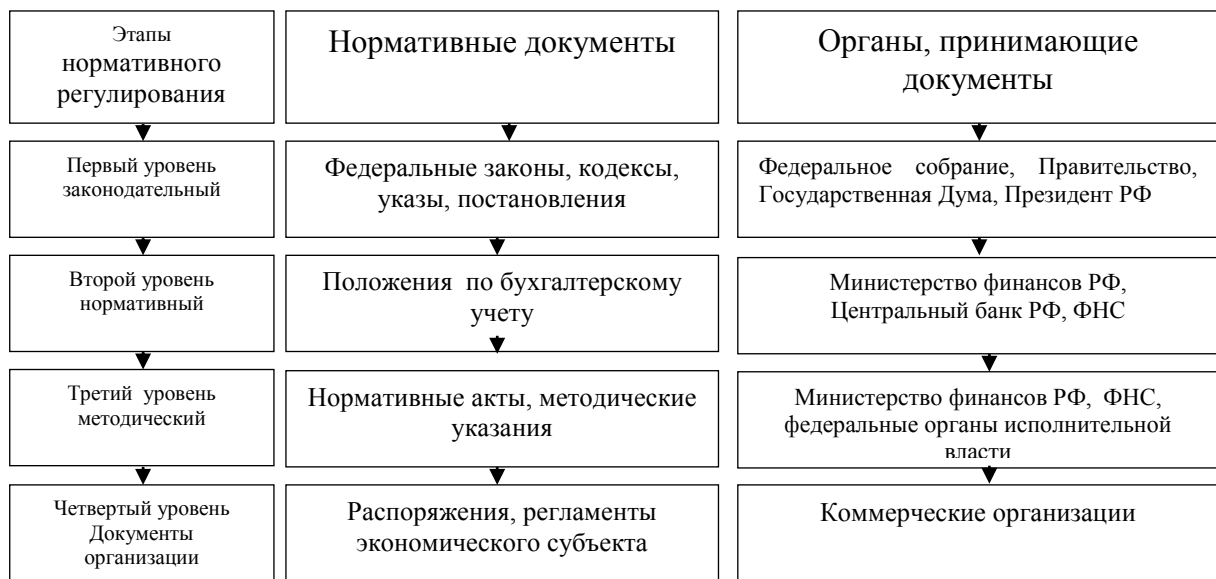 Этапы
нормативного
регулирования
Нормативные документы
Органы, принимающие
документы
Первый уровень
законодательный
Федеральные законы, кодексы,
указы, постановления
Федеральное собрание, Правительство,
Государственная Дума, Президент РФ
Второй уровень
нормативный
Положения по бухгалтерскому
учету
Министерство финансов РФ,
Центральный банк РФ, ФНС
Третий уровень
методический
Нормативные акты, методические
указания
Министерство финансов РФ, ФНС,
федеральные органы исполнительной
власти
Четвертый уровень
Документы
организации
Распоряжения, регламенты
экономического субъекта
Коммерческие организации